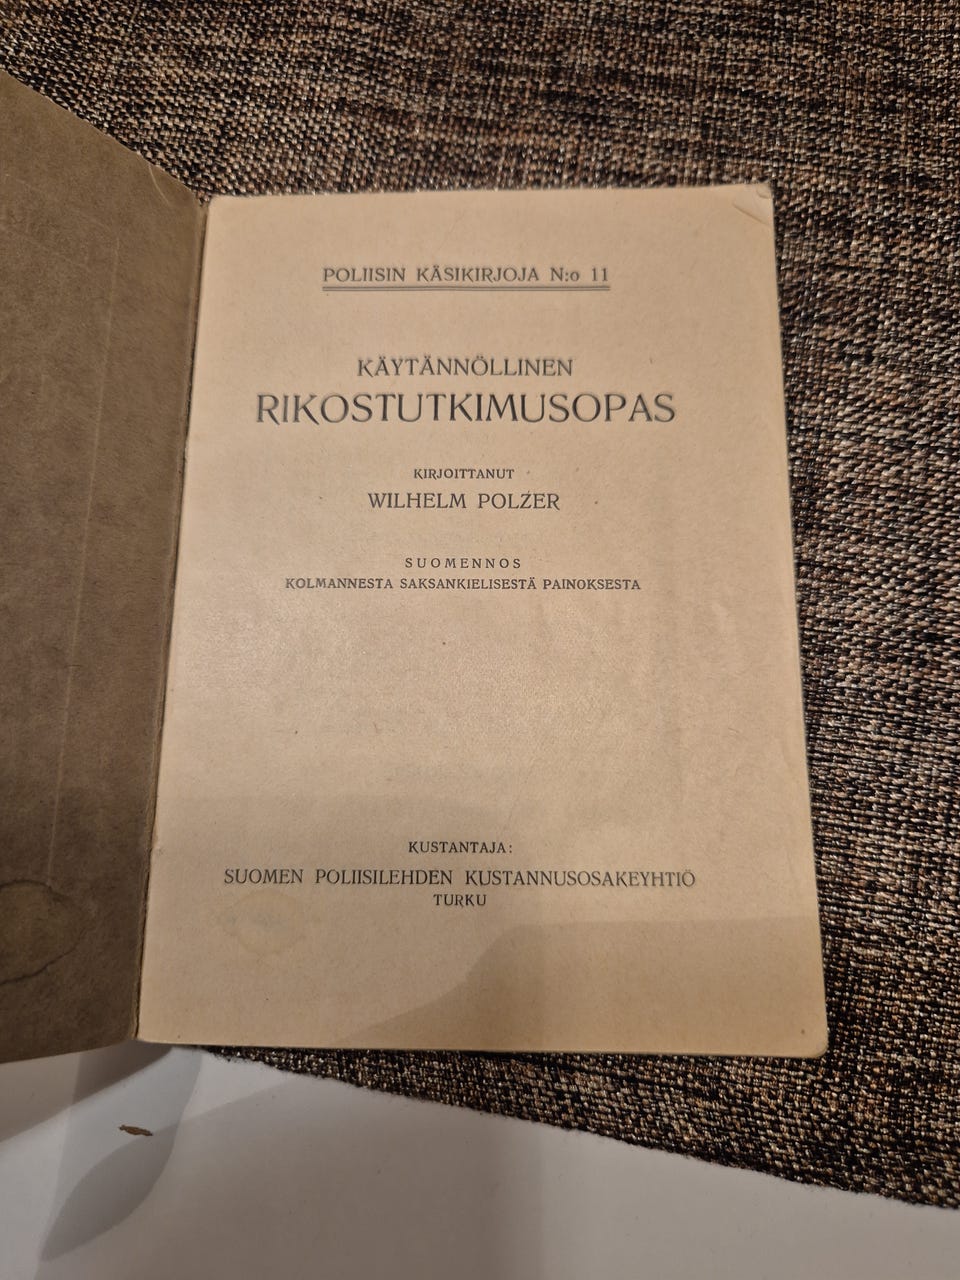 POLIISIN KÄSIKIRJOJA N:o 11
KÄYTÄNNÖLLINEN
RIKOSTUTKIMUSOPAS
KIRJOITTANUT
WILHELM POLZER
SUOMENNOS
KOLMANNESTA SAKSANKIELISESTÄ PAINOKSESTA
KUSTANTAJA:
SUOMEN POLIISILEHDEN KUSTANNUSOSAKEYHTIÖ
TURKU